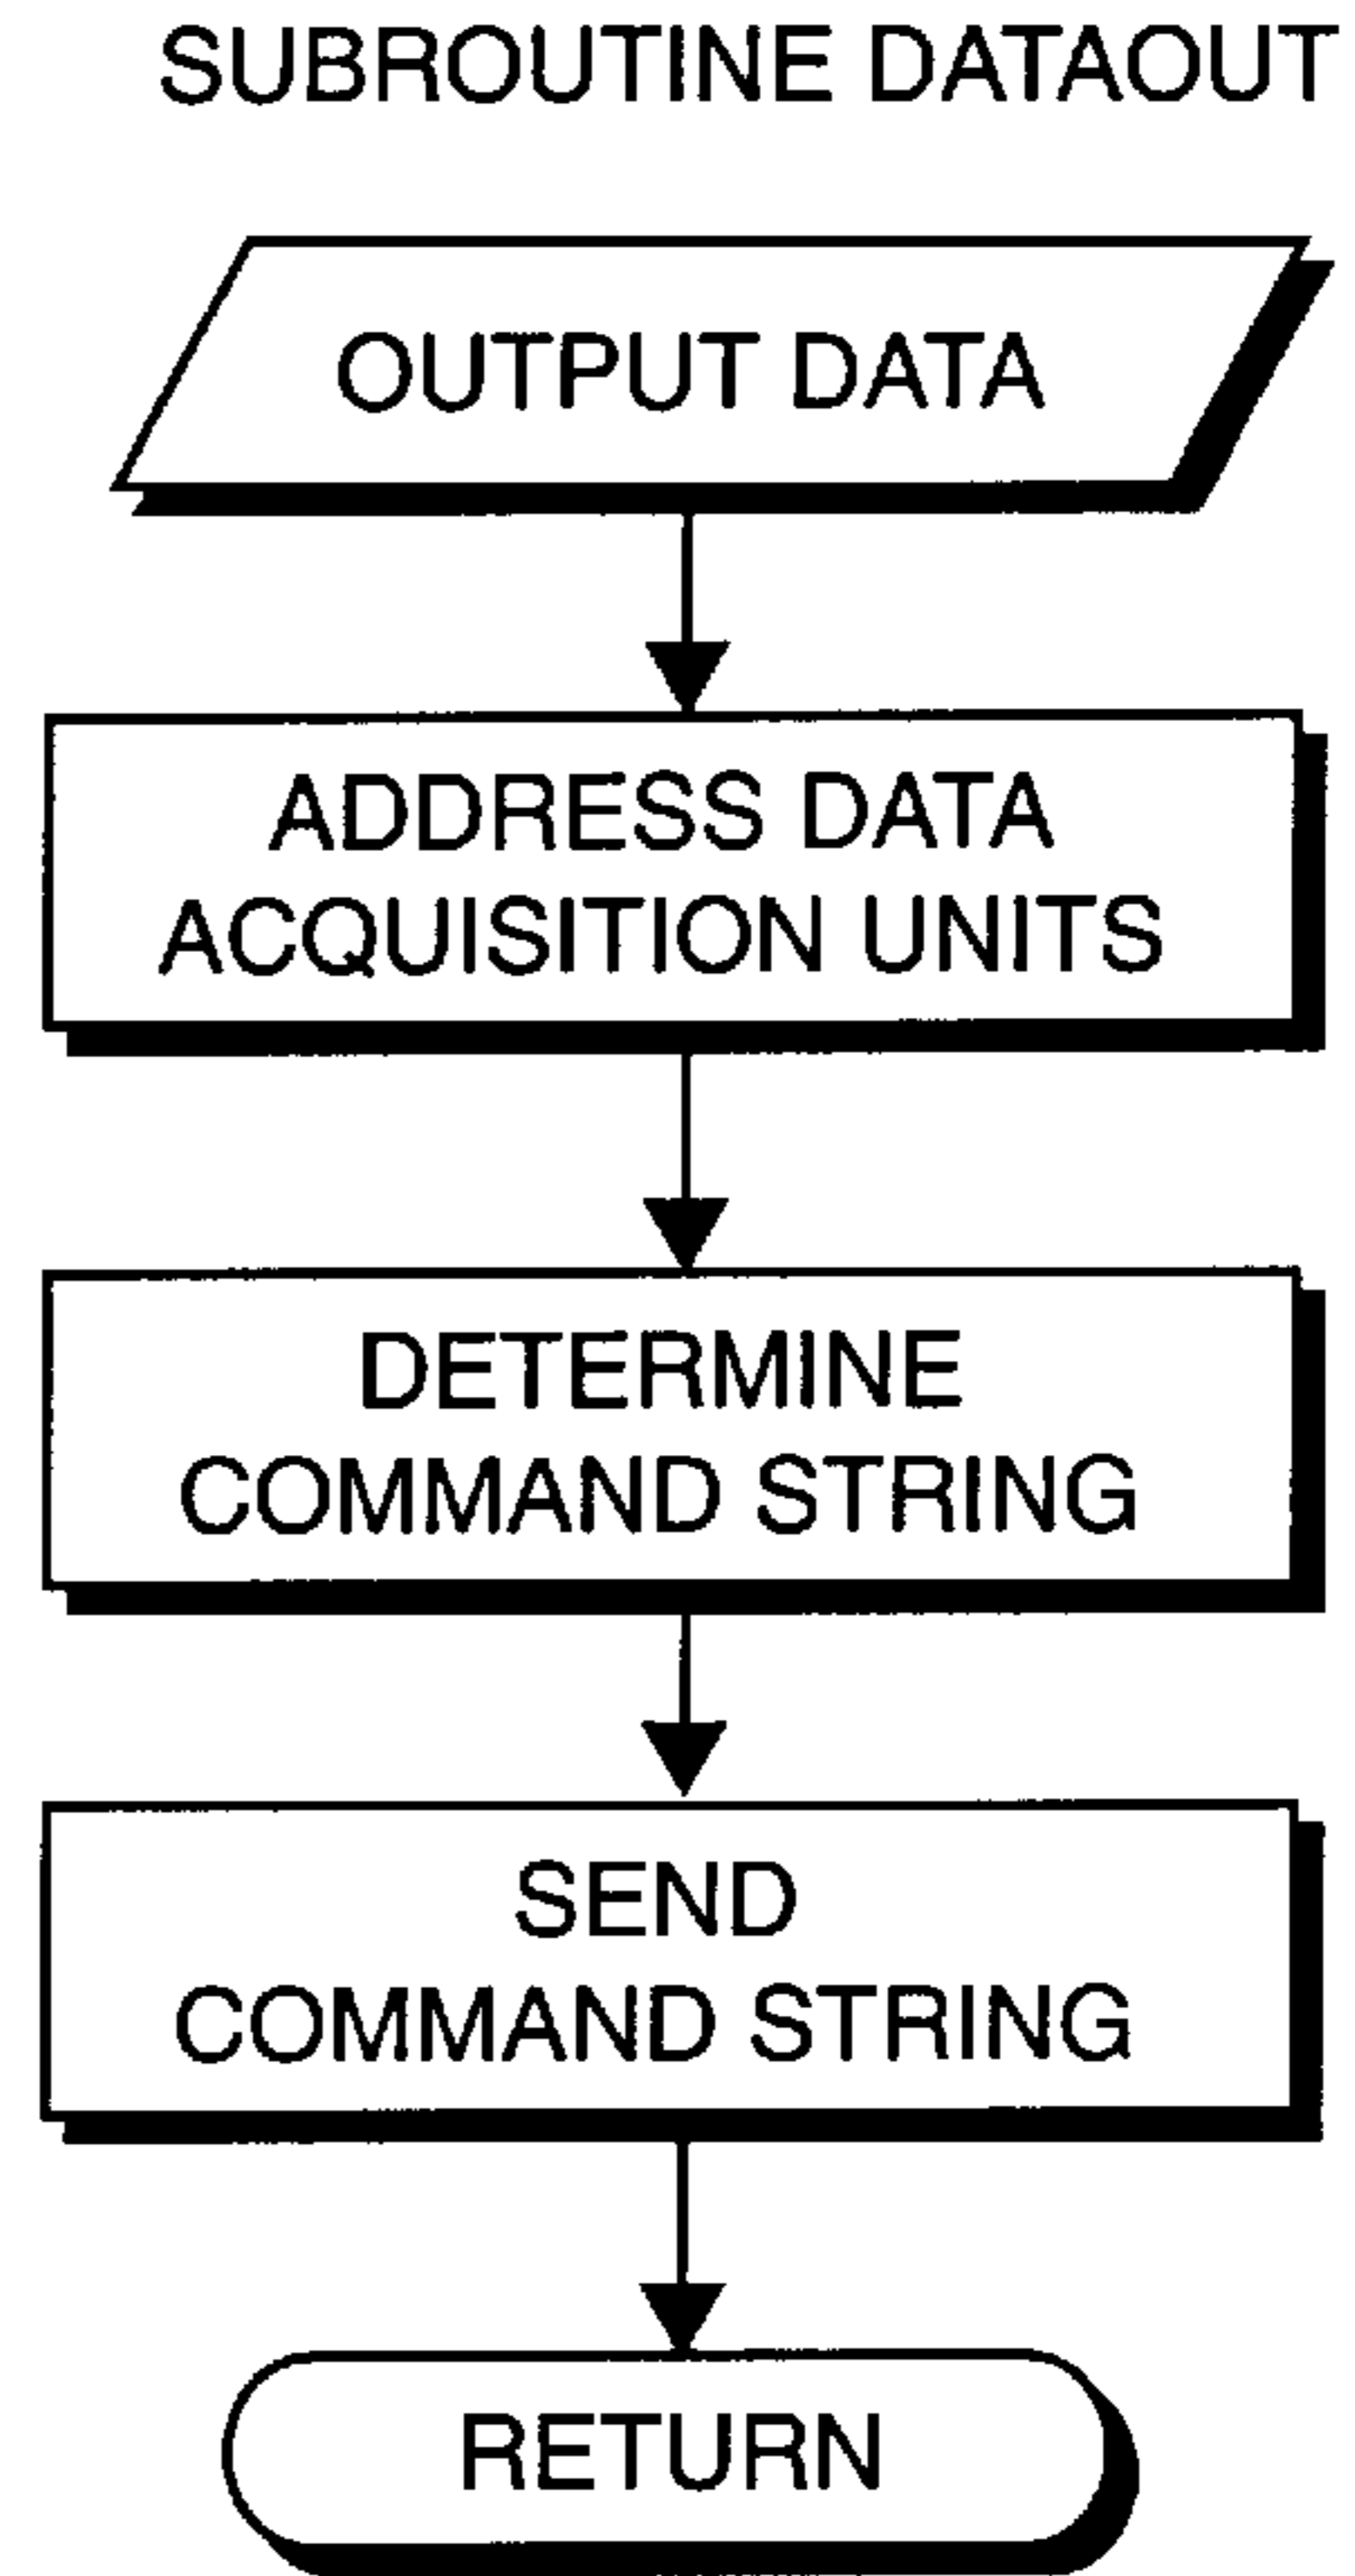 SUBROUTINE DATAOUT
OUTPUT DATA
ADDRESS DATA
ACQUISITION UNITS
DETERMINE
COMMAND STRING
SEND
COMMAND STRING
RETURN